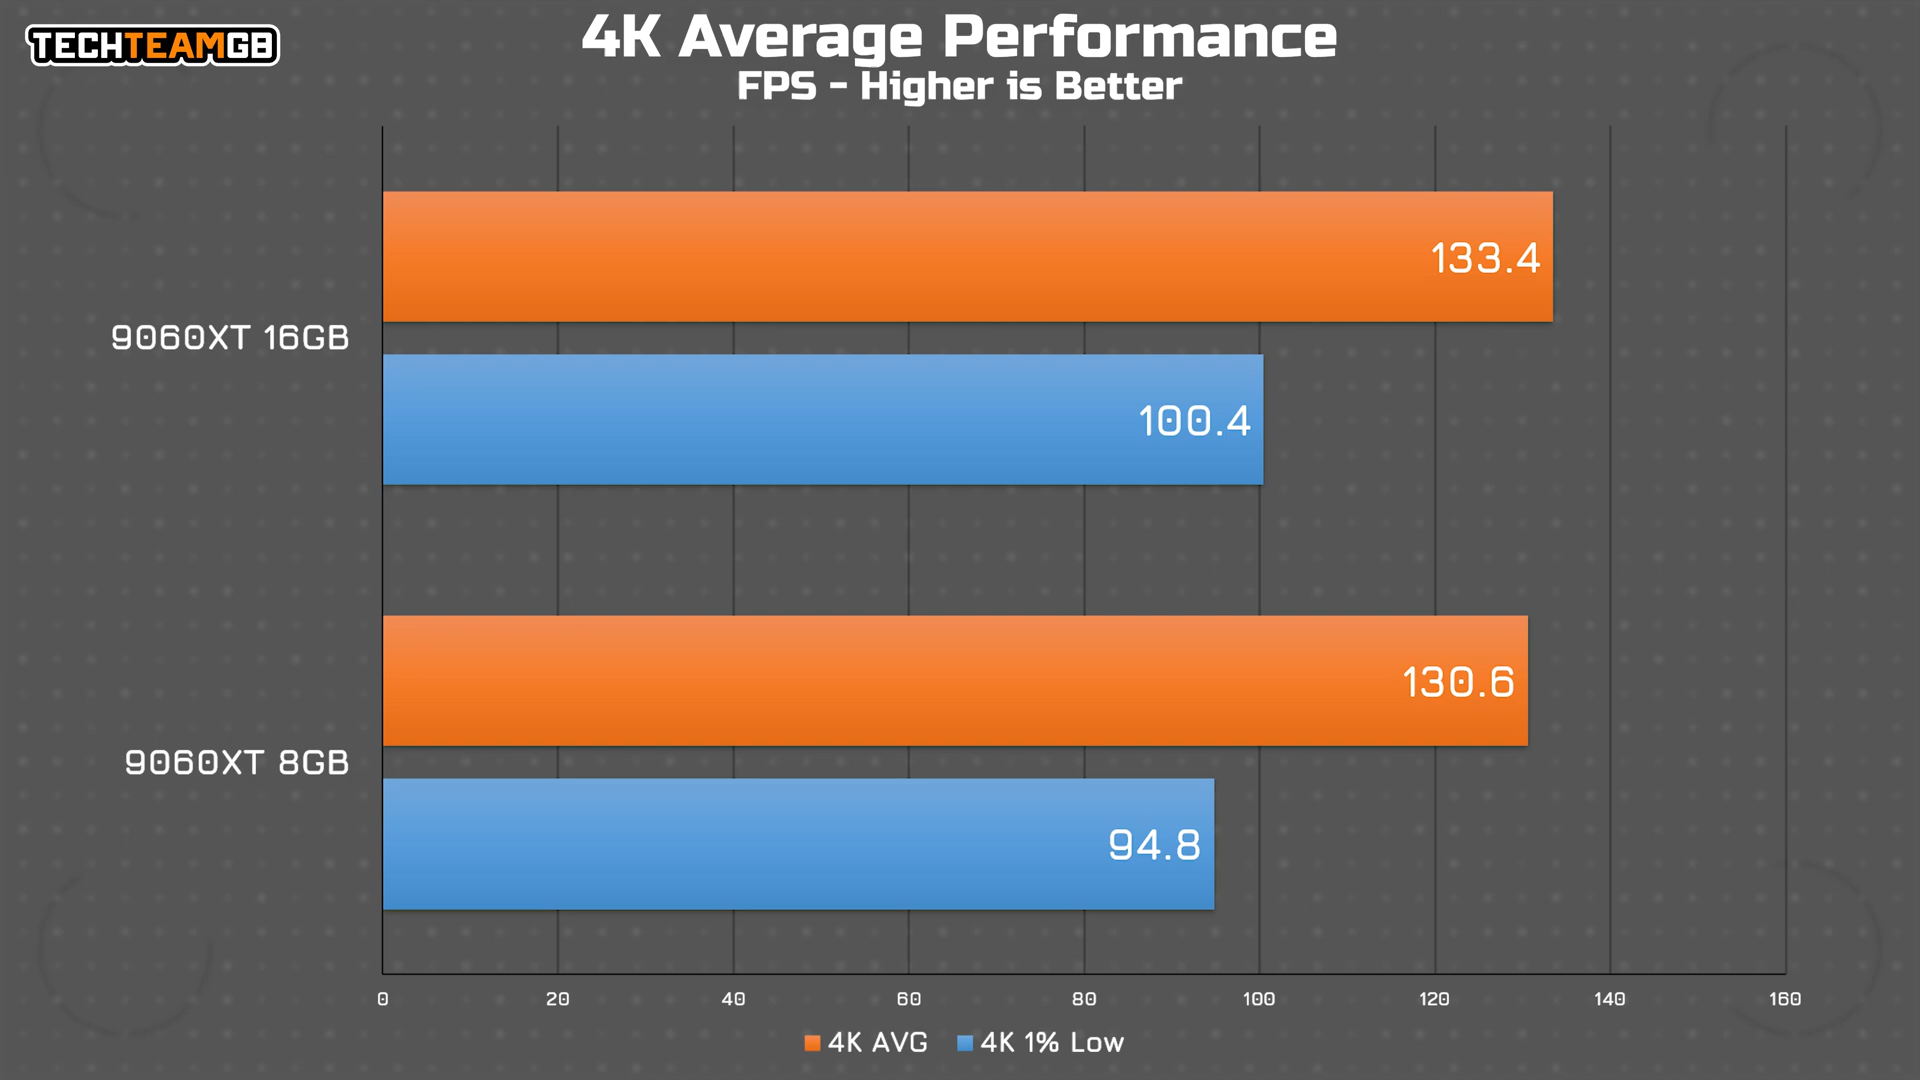 TECHTEAMGB
4K Average Performance
FPS - Higher is Better
133.4
9060XT 16GB
100.4
130.6
9060XT 8GB
94.8
0 20 40 60 80 100 120 140 160
4K AVG 4K 1% Low